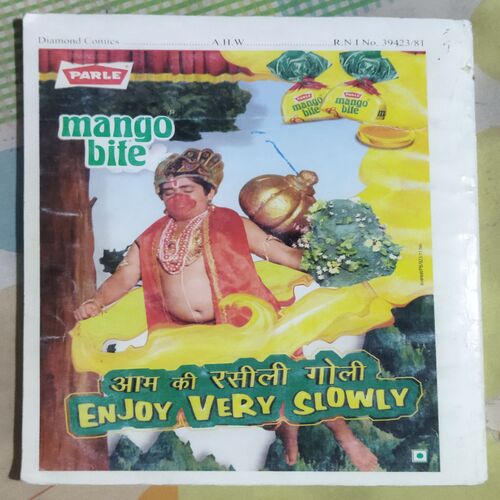 Diamond Comics ............................ A.H.W. ............................ R.N.I No. 39423/81
PARLE
mango
bite
PARLE
mango
bite
PARLE
mango
bite
आम की रसीली गोली
ENJOY VERY SLOWLY